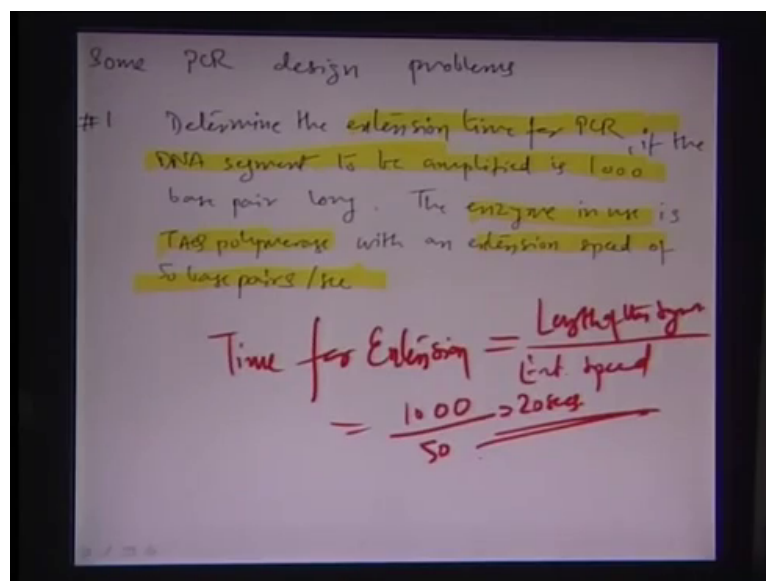 Some PCR design problems
#1 Determine the extension time for PCR, if the
DNA segment to be amplified is 1000
base pair long. The enzyme in use is
TAQ polymerase with an extension speed of
50 base pairs/sec
Time for Extension = Length of the
Ext. Speed
= 1000 = 20 secs
50